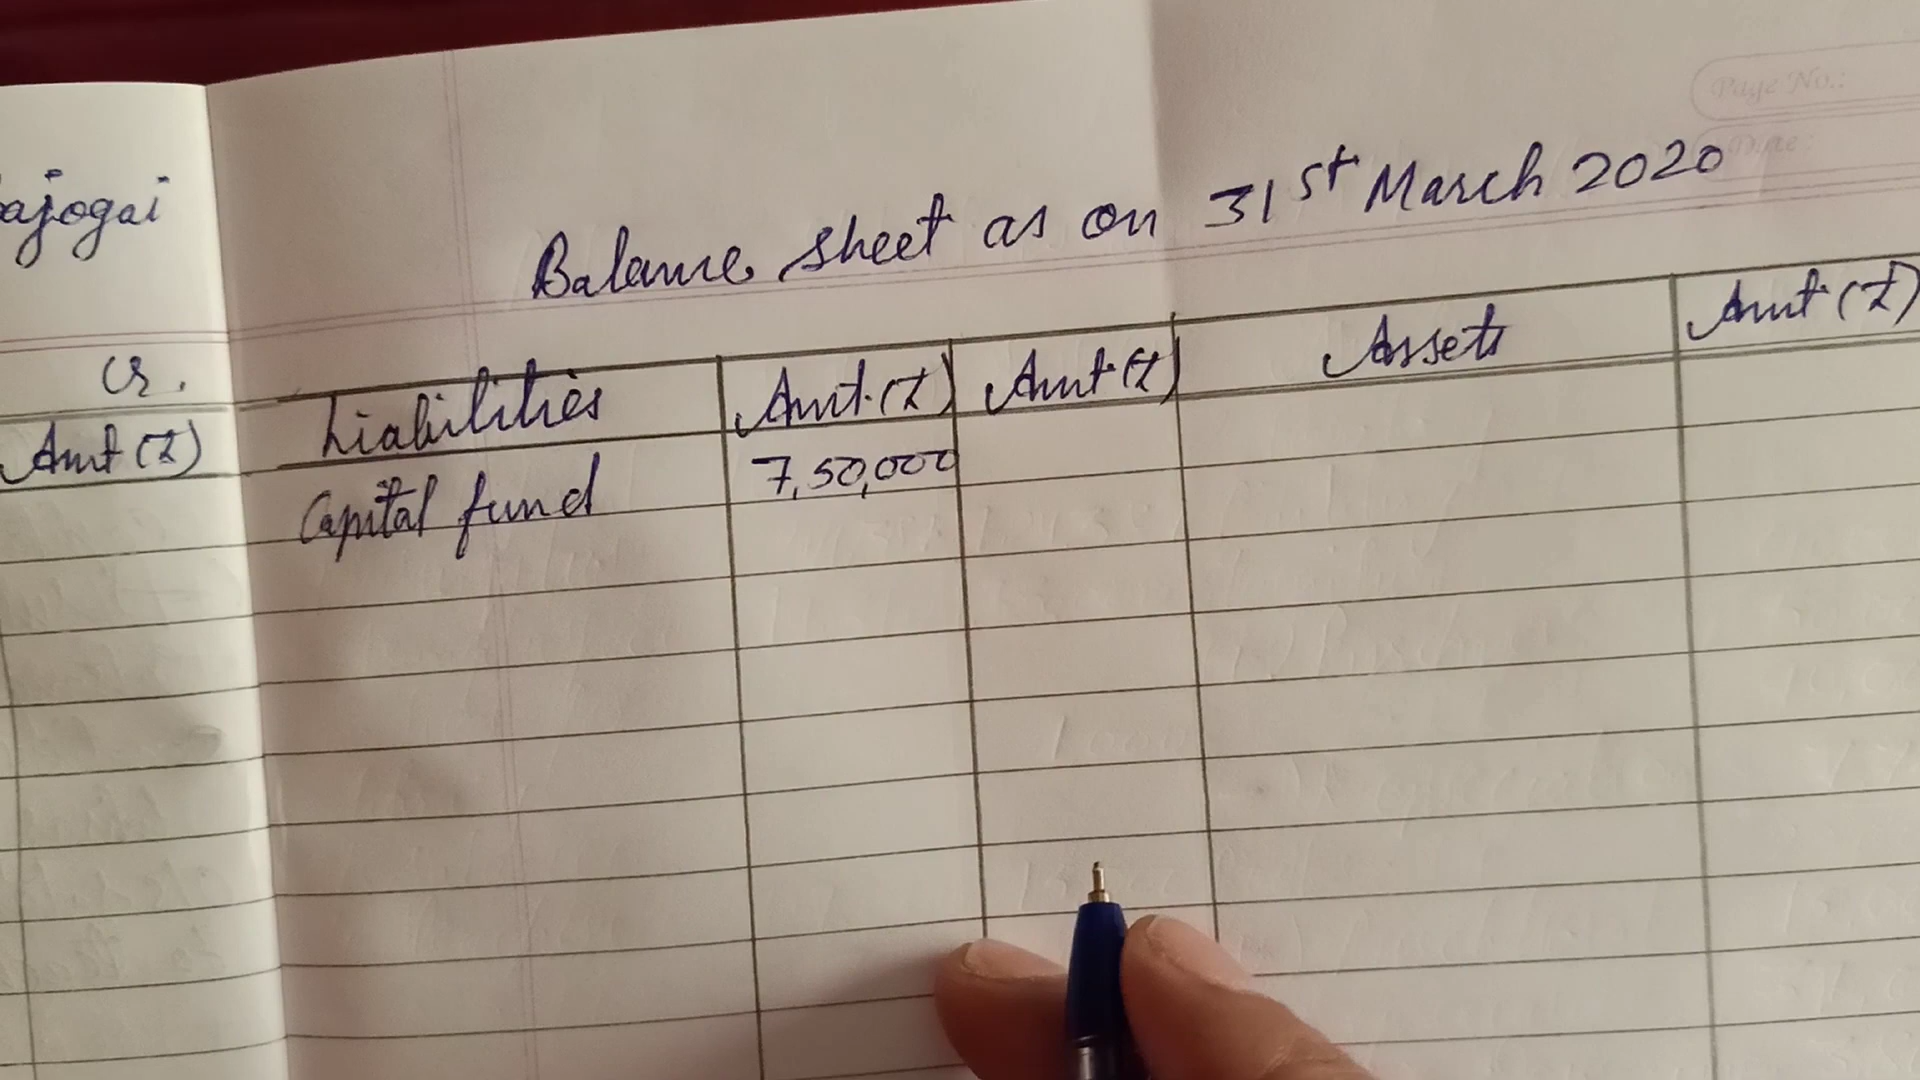 ajogai
Page No.:
Date:
Balance sheet as on 31st March 2020
Cr.
Amt (₹)
Liabilities Amt. (₹) Amt (₹) Assets Amt (₹)
Capital fund 7,50,000